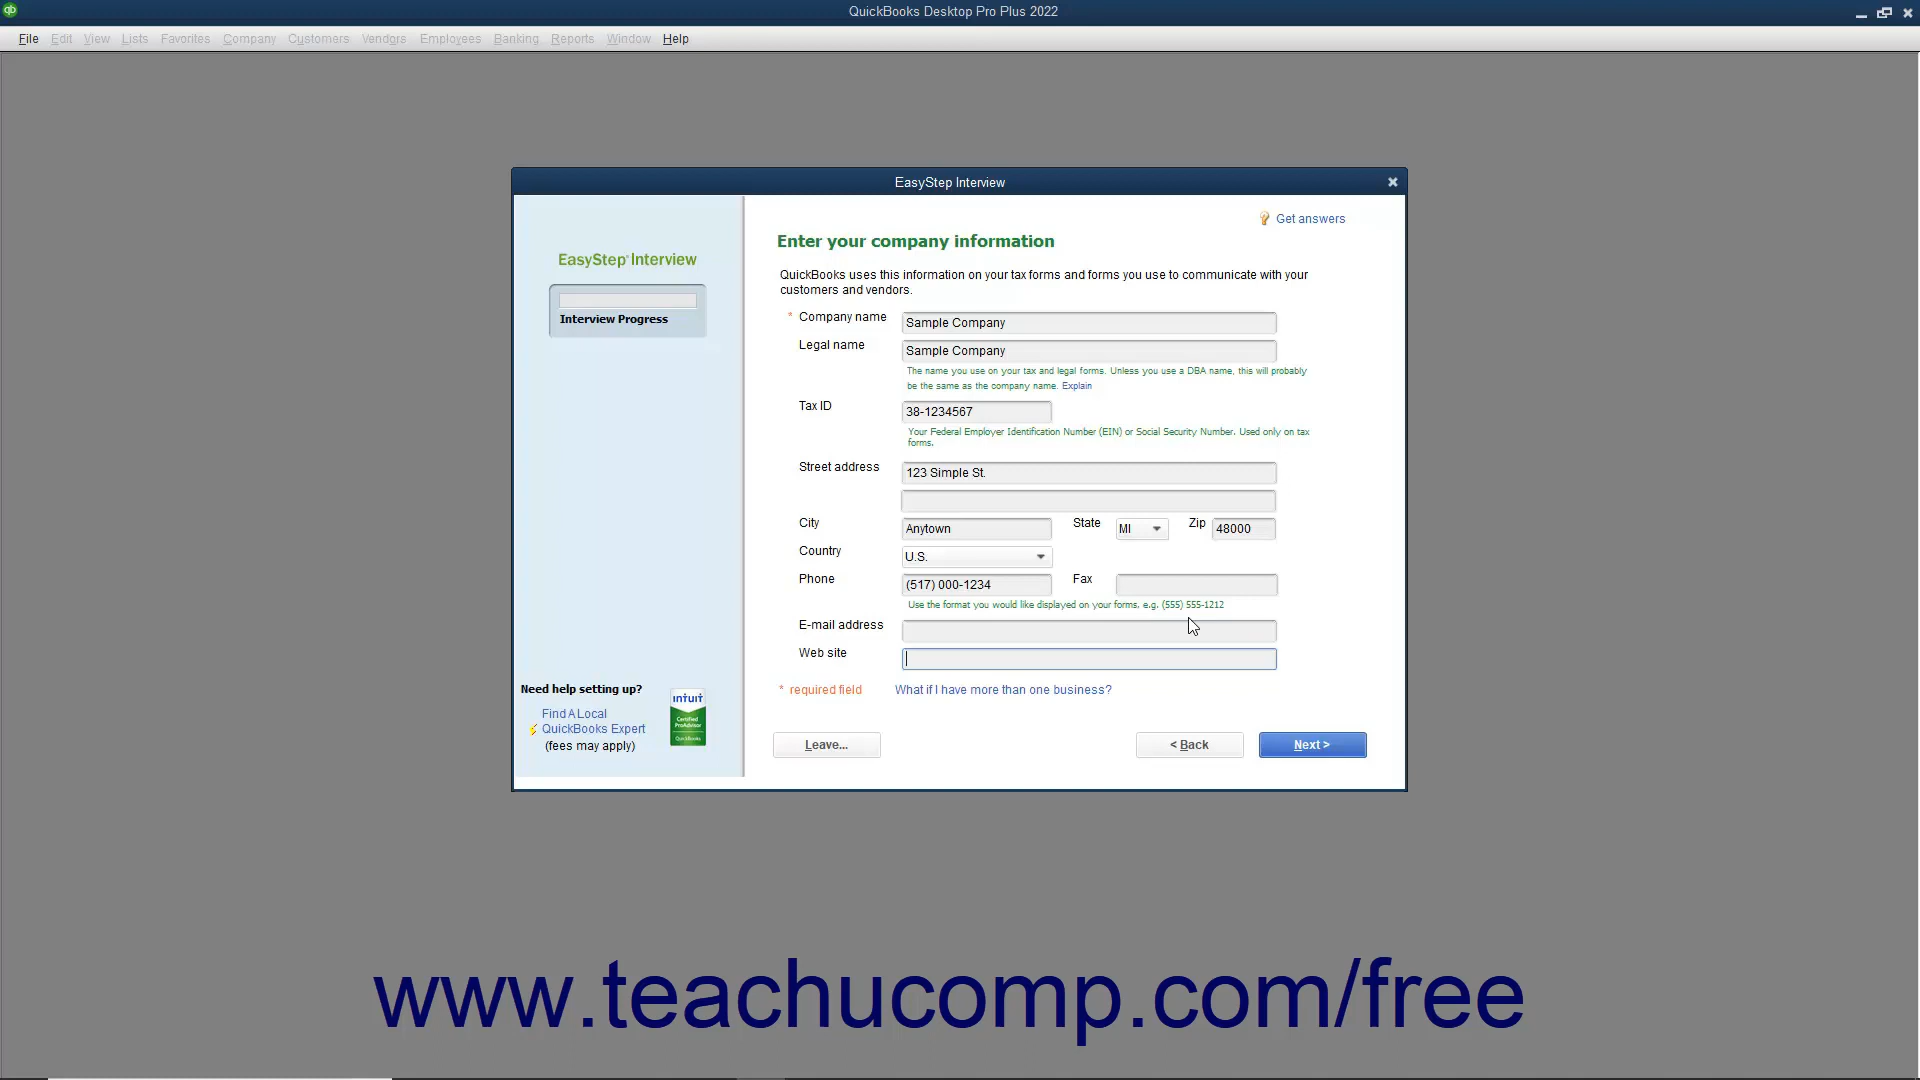 QuickBooks Desktop Pro Plus 2022
File Edit View Lists Favorites Company Customers Vendors Employees Banking Reports Window Help
EasyStep Interview
Get answers
EasyStep Interview
Interview Progress
Enter your company information
QuickBooks uses this information on your tax forms and forms you use to communicate with your
customers and vendors.
* Company name Sample Company
Legal name Sample Company
The name you use on your tax and legal forms. Unless you use a DBA name, this will probably
be the same as the company name. Explain
Tax ID 38-1234567
Your Federal Employer Identification Number (EIN) or Social Security Number. Used only on tax
forms.
Street address 123 Simple St.
City Anytown State MI Zip 48000
Country U.S.
Phone (517) 000-1234 Fax
Use the format you would like displayed on your forms, e.g. (555) 555-1212
E-mail address
Web site
* required field What if I have more than one business?
Need help setting up?
Find A Local
QuickBooks Expert
(fees may apply)
intuit
Certified
ProAdvisor
QuickBooks
Leave... < Back Next >
www.teachucomp.com/free